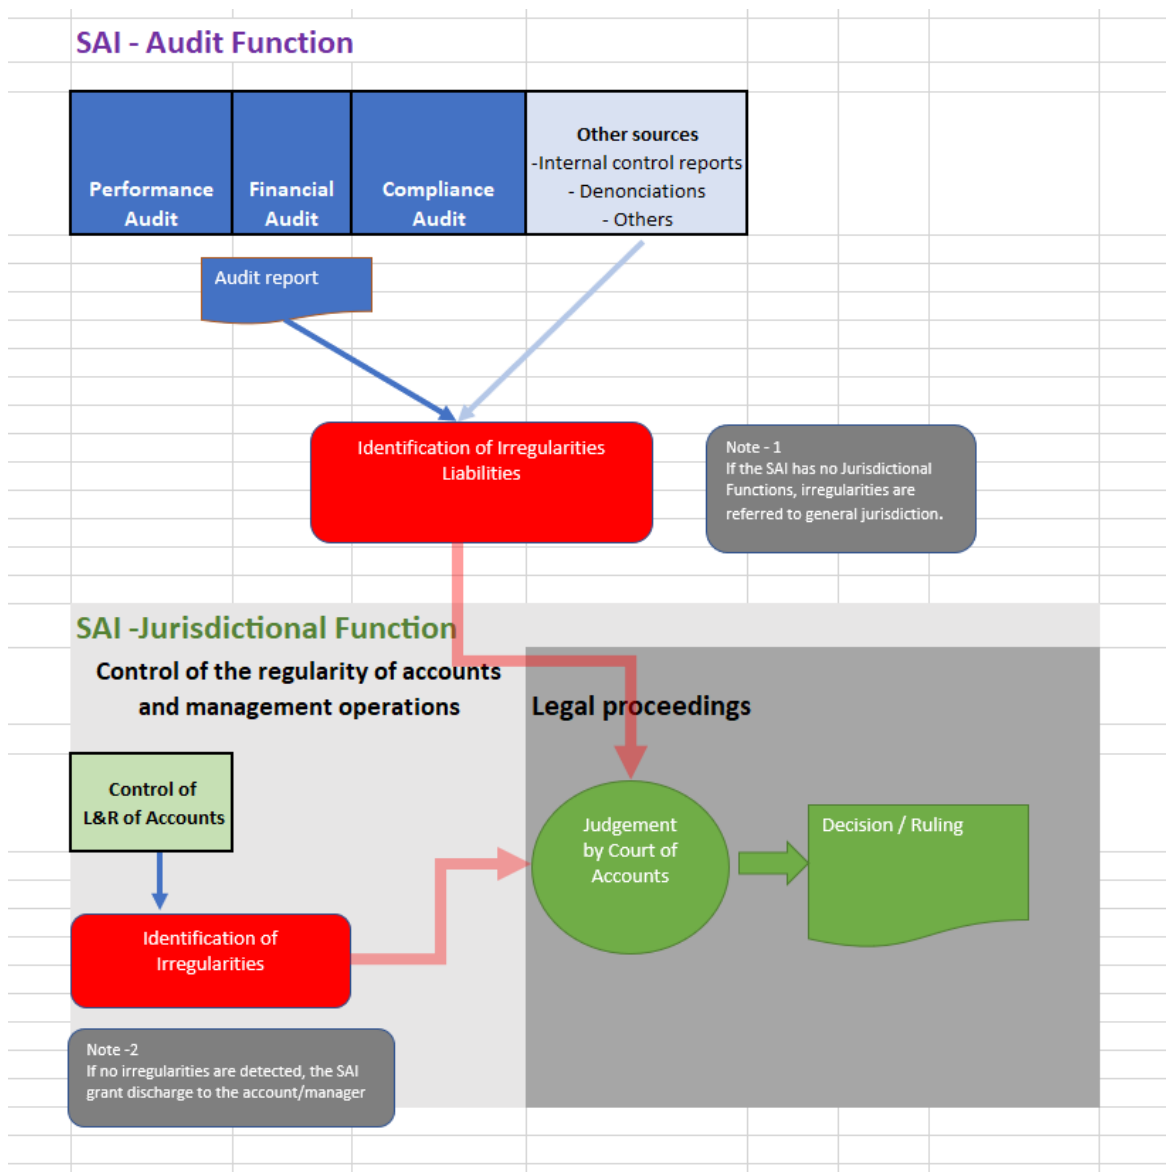 SAI - Audit Function
Performance
Audit
Financial
Audit
Compliance
Audit
Other sources
-Internal control reports
- Denonciations
- Others
Audit report
Identification of Irregularities
Liabilities
Note - 1
If the SAI has no Jurisdictional
Functions, irregularities are
referred to general jurisdiction.
SAI -Jurisdictional Function
Control of the regularity of accounts
and management operations
Legal proceedings
Control of
L&R of Accounts
Judgement
by Court of
Accounts
Decision / Ruling
Identification of
Irregularities
Note -2
If no irregularities are detected, the SAI
grant discharge to the account/manager